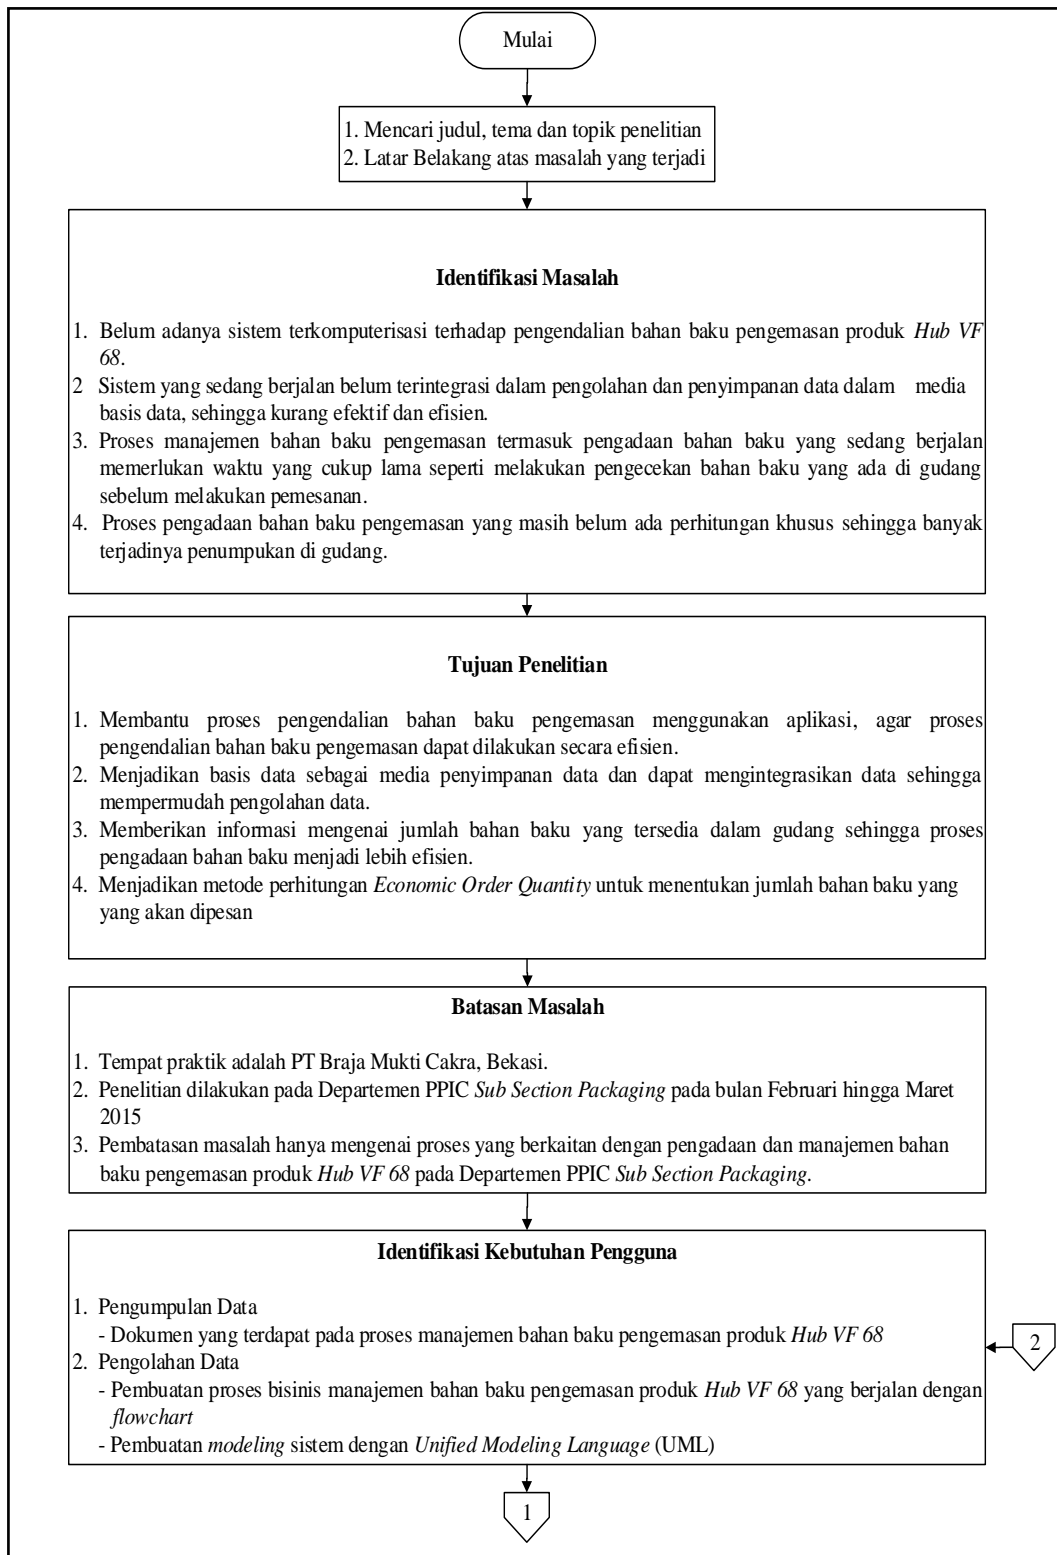 Mulai
1. Mencari judul, tema dan topik penelitian
2. Latar Belakang atas masalah yang terjadi
Identifikasi Masalah
1. Belum adanya sistem terkomputerisasi terhadap pengendalian bahan baku pengemasan produk Hub VF
68.
2 Sistem yang sedang berjalan belum terintegrasi dalam pengolahan dan penyimpanan data dalam media
basis data, sehingga kurang efektif dan efisien.
3. Proses manajemen bahan baku pengemasan termasuk pengadaan bahan baku yang sedang berjalan
memerlukan waktu yang cukup lama seperti melakukan pengecekan bahan baku yang ada di gudang
sebelum melakukan pemesanan.
4. Proses pengadaan bahan baku pengemasan yang masih belum ada perhitungan khusus sehingga banyak
terjadinya penumpukan di gudang.
Tujuan Penelitian
1. Membantu proses pengendalian bahan baku pengemasan menggunakan aplikasi, agar proses
pengendalian bahan baku pengemasan dapat dilakukan secara efisien.
2. Menjadikan basis data sebagai media penyimpanan data dan dapat mengintegrasikan data sehingga
mempermudah pengolahan data.
3. Memberikan informasi mengenai jumlah bahan baku yang tersedia dalam gudang sehingga proses
pengadaan bahan baku menjadi lebih efisien.
4. Menjadikan metode perhitungan Economic Order Quantity untuk menentukan jumlah bahan baku yang
yang akan dipesan
Batasan Masalah
1. Tempat praktik adalah PT Braja Mukti Cakra, Bekasi.
2. Penelitian dilakukan pada Departemen PPIC Sub Section Packaging pada bulan Februari hingga Maret
2015
3. Pembatasan masalah hanya mengenai proses yang berkaitan dengan pengadaan dan manajemen bahan
baku pengemasan produk Hub VF 68 pada Departemen PPIC Sub Section Packaging.
Identifikasi Kebutuhan Pengguna
1. Pengumpulan Data
- Dokumen yang terdapat pada proses manajemen bahan baku pengemasan produk Hub VF 68
2. Pengolahan Data
- Pembuatan proses bisinis manajemen bahan baku pengemasan produk Hub VF 68 yang berjalan dengan
flowchart
- Pembuatan modeling sistem dengan Unified Modeling Language (UML)
2
1